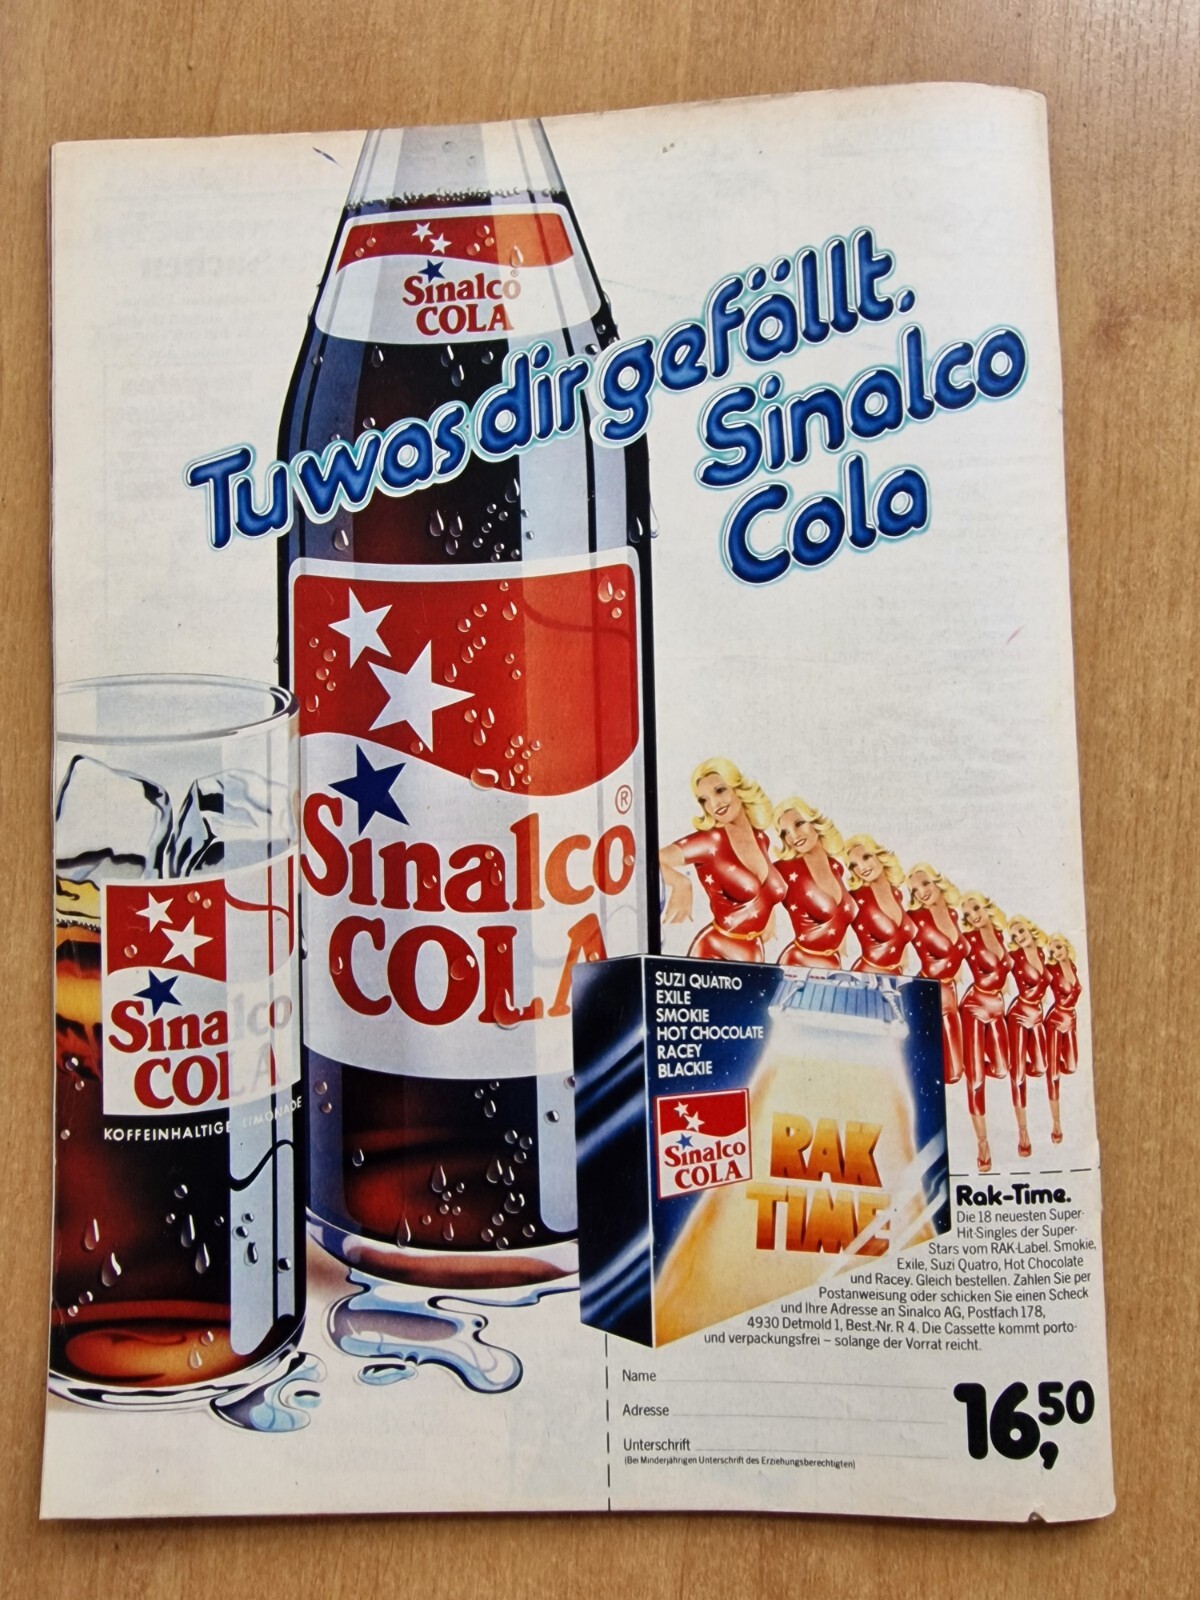 Sinalco®
COLA
Tu was dir gefällt.
Sinalco
Cola
Sinalco®
COLA
Sinalco
COLA
KOFFEINHALTIGE LIMONADE
SUZI QUATRO
EXILE
SMOKIE
HOT CHOCOLATE
RACEY
BLACKIE
Sinalco
COLA
RAK
TIME
Rak-Time.
Die 18 neuesten Super-
Hit-Singles der Super-
Stars vom RAK-Label. Smokie,
Exile, Suzi Quatro, Hot Chocolate
und Racey. Gleich bestellen. Zahlen Sie per
Postanweisung oder schicken Sie einen Scheck
und Ihre Adresse an Sinalco AG, Postfach 178,
4930 Detmold 1, Best.-Nr. R 4. Die Cassette kommt porto-
und verpackungsfrei – solange der Vorrat reicht.
Name
Adresse
Unterschrift
(Bei Minderjährigen Unterschrift des Erziehungsberechtigten)
16,50